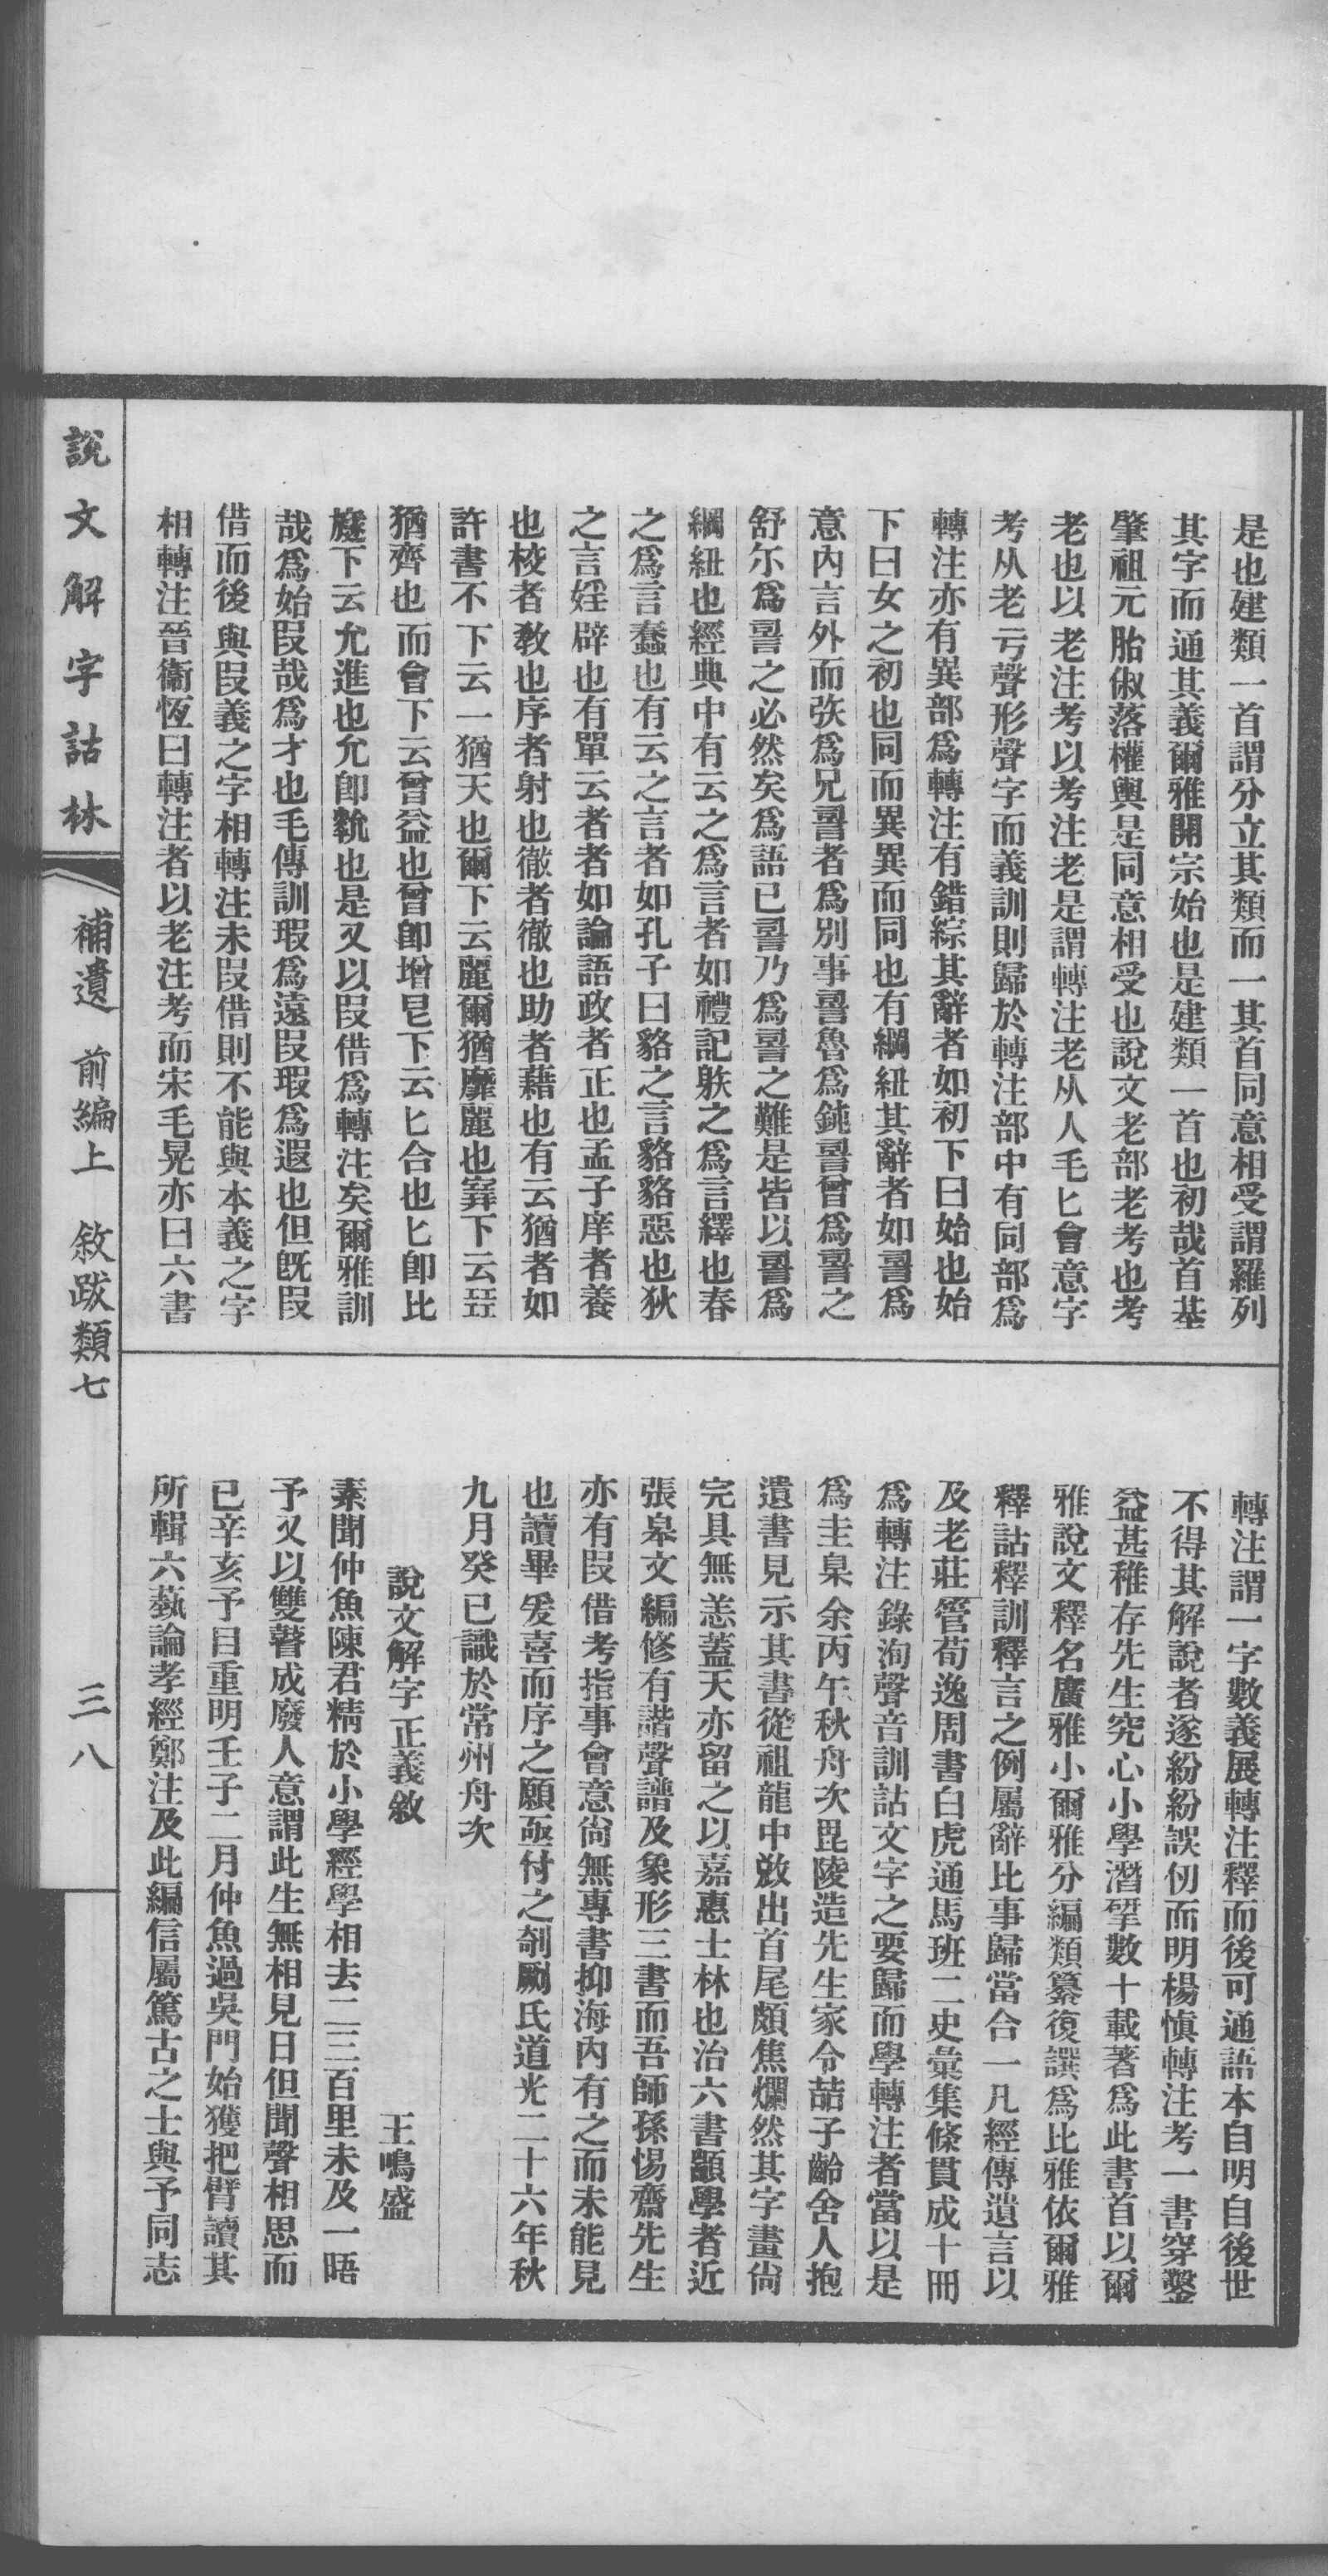 是也建類一首謂分立其類而一其首同意相受謂羅列
其字而通其義爾雅開宗始也是建類一首也初哉首基
肇祖元胎俶落權輿是同意相受也說文老部老考也考
老也以老注考以考注老是謂轉注老从人毛匕會意字
考从老丂聲形聲字而義訓則歸於轉注部中有同部爲
轉注亦有異部爲轉注有錯綜其辭者如初下曰始也始
下曰女之初也同而異異而同也有綱紐其辭者如㽬爲
意內言外而矤爲兄㽬者爲別事㽬魯爲鈍㽬曾爲㽬之
舒尒爲㽬之必然矣爲語已㽬乃爲㽬之難是皆以㽬爲
綱紐也經典中有云之爲言者如禮記躲之爲言繹也春
之爲言蠢也有云之言者如孔子曰貉之言貉貉惡也狄
之言婬辟也有單云者者如論語政者正也孟子庠者養
也校者敎也序者射也徹者徹也助者藉也有云猶者如
許書不下云一猶天也爾下云麗爾猶靡麗也㠭下云㠭
猶齊也而會下云曾益也曾卽增皀下云匕合也匕卽比
㢟下云允進也允卽㽙也是又以叚借爲轉注矣爾雅訓
哉爲始叚哉爲才也毛傳訓瑕爲遠叚瑕爲遐也但旣叚
借而後與叚義之字相轉注未叚借則不能與本義之字
相轉注晉衞恆曰轉注者以老注考而宋毛晃亦曰六書
轉注謂一字數義展轉注釋而後可通語本自明自後世
不得其解說者遂紛紛誤仞而明楊愼轉注考一書穿鑿
益甚稚存先生究心小學潛揅數十載著爲此書首以爾
雅說文釋名廣雅小爾雅分編類纂復譔爲比雅依爾雅
釋詁釋訓釋言之例屬辭比事歸當合一凡經傳遺言以
及老莊管荀逸周書白虎通馬班二史彙集條貫成十冊
爲轉注錄洵聲音訓詁文字之要歸而學轉注者當以是
爲圭臬余丙午秋舟次毘陵造先生家令喆子齡舍人抱
遺書見示其書從祖龍中敚出首尾頗焦爛然其字畫尙
完具無恙蓋天亦留之以嘉惠士林也治六書顓學者近
張皋文編修有諧聲譜及象形三書而吾師孫惕齋先生
亦有叚借考指事會意尙無專書抑海內有之而未能見
也讀畢爰喜而序之願亟付之剞劂氏道光二十六年秋
九月癸巳識於常州舟次
說文解字正義敘　　王鳴盛
素聞仲魚陳君精於小學經學相去二三百里未及一晤
予又以雙瞽成廢人意謂此生無相見日但聞聲相思而
已辛亥予目重明壬子二月仲魚過吳門始獲把臂讀其
所輯六藝論孝經鄭注及此編信屬篤古之士與予同志
說文解字詁林　補遺　前編上　敘跋類七　三八